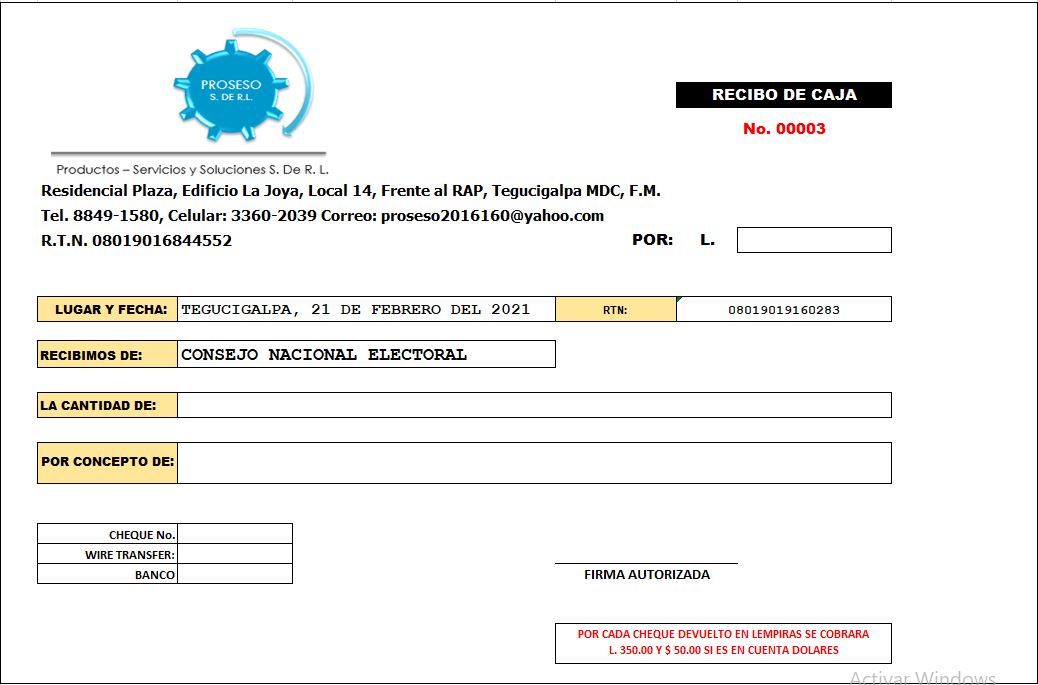 PROSESO
S. DE R.L.
RECIBO DE CAJA
No. 00003
Productos – Servicios y Soluciones S. De R. L.
Residencial Plaza, Edificio La Joya, Local 14, Frente al RAP, Tegucigalpa MDC, F.M.
Tel. 8849-1580, Celular: 3360-2039 Correo: proseso2016160@yahoo.com
R.T.N. 08019016844552
POR: L.
LUGAR Y FECHA: TEGUCIGALPA, 21 DE FEBRERO DEL 2021 RTN: 08019019160283
RECIBIMOS DE: CONSEJO NACIONAL ELECTORAL
LA CANTIDAD DE:
POR CONCEPTO DE:
CHEQUE No.
WIRE TRANSFER:
BANCO
FIRMA AUTORIZADA
POR CADA CHEQUE DEVUELTO EN LEMPIRAS SE COBRARA
L. 350.00 Y $ 50.00 SI ES EN CUENTA DOLARES
Activar Windows